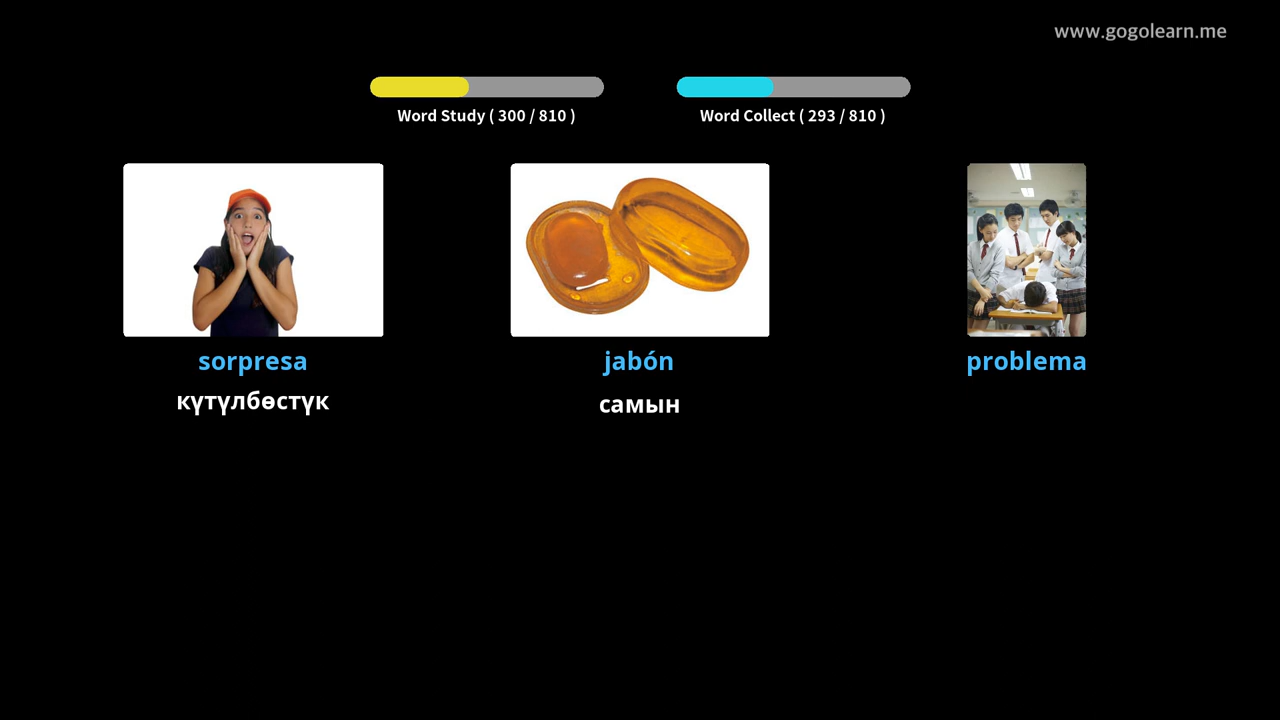 www.gogolearn.me
Word Study ( 300 / 810 )
Word Collect ( 293 / 810 )
sorpresa
күтүлбөстүк
jabón
самын
problema